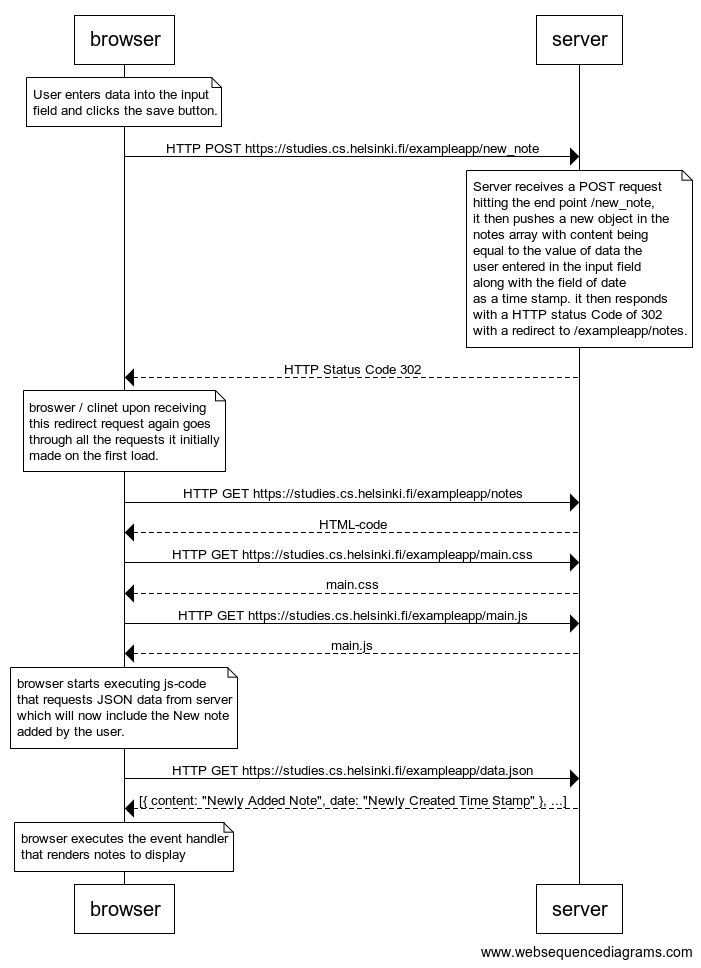 browser
server
User enters data into the input
field and clicks the save button.
HTTP POST https://studies.cs.helsinki.fi/exampleapp/new_note
Server receives a POST request
hitting the end point /new_note,
it then pushes a new object in the
notes array with content being
equal to the value of data the
user entered in the input field
along with the field of date
as a time stamp. it then responds
with a HTTP status Code of 302
with a redirect to /exampleapp/notes.
HTTP Status Code 302
broswer / clinet upon receiving
this redirect request again goes
through all the requests it initially
made on the first load.
HTTP GET https://studies.cs.helsinki.fi/exampleapp/notes
HTML-code
HTTP GET https://studies.cs.helsinki.fi/exampleapp/main.css
main.css
HTTP GET https://studies.cs.helsinki.fi/exampleapp/main.js
main.js
browser starts executing js-code
that requests JSON data from server
which will now include the New note
added by the user.
HTTP GET https://studies.cs.helsinki.fi/exampleapp/data.json
[{ content: "Newly Added Note", date: "Newly Created Time Stamp" }, ...]
browser executes the event handler
that renders notes to display
browser
server
www.websequencediagrams.com